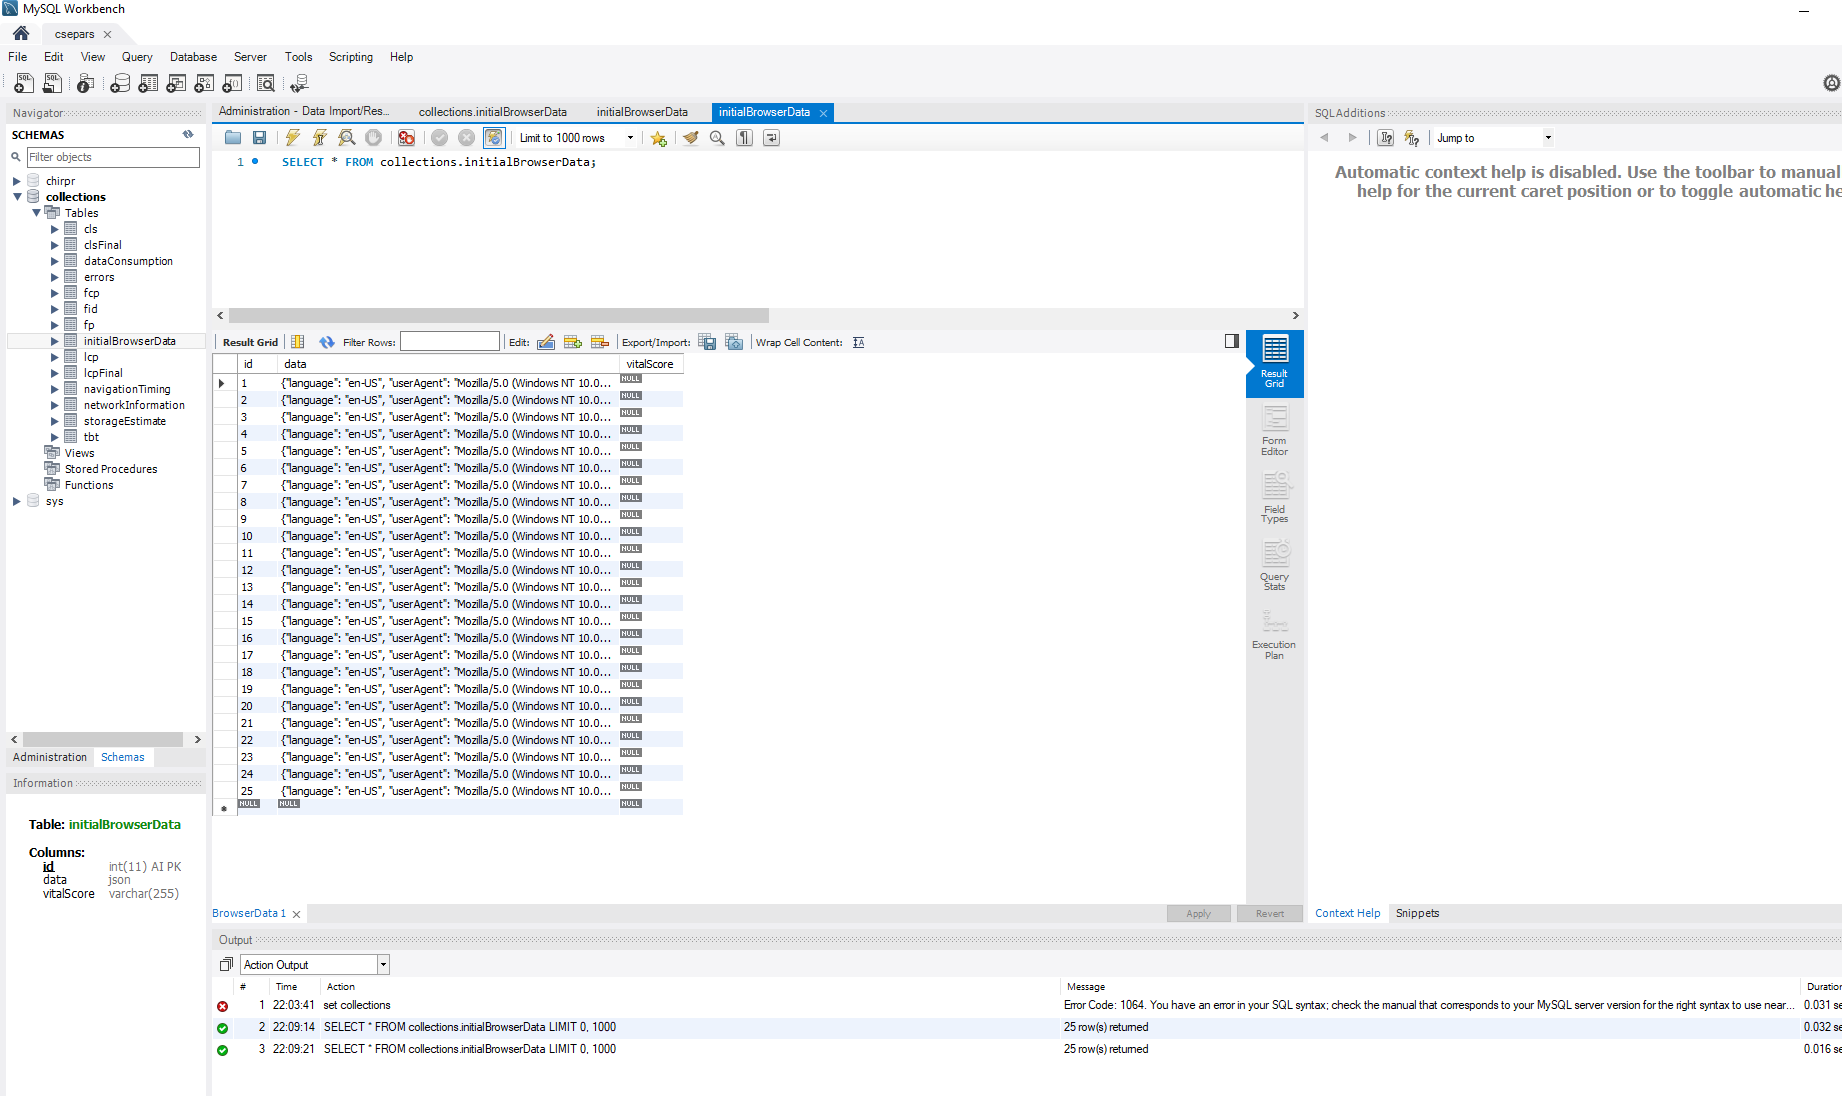 MySQL Workbench
csepars
File Edit View Query Database Server Tools Scripting Help
Navigator
SCHEMAS
Filter objects
chirpr
collections
Tables
cls
clsFinal
dataConsumption
errors
fcp
fid
fp
initialBrowserData
lcp
lcpFinal
navigationTiming
networkInformation
storageEstimate
tbt
Views
Stored Procedures
Functions
sys
Administration Schemas
Information
Table: initialBrowserData
Columns:
id int(11) AI PK
data json
vitalScore varchar(255)
Administration - Data Import/Res... collections.initialBrowserData initialBrowserData initialBrowserData
Limit to 1000 rows
1 SELECT * FROM collections.initialBrowserData;
Result Grid Filter Rows: Edit: Export/Import: Wrap Cell Content:
id data vitalScore
1 {"language": "en-US", "userAgent": "Mozilla/5.0 (Windows NT 10.0... NULL
2 {"language": "en-US", "userAgent": "Mozilla/5.0 (Windows NT 10.0... NULL
3 {"language": "en-US", "userAgent": "Mozilla/5.0 (Windows NT 10.0... NULL
4 {"language": "en-US", "userAgent": "Mozilla/5.0 (Windows NT 10.0... NULL
5 {"language": "en-US", "userAgent": "Mozilla/5.0 (Windows NT 10.0... NULL
6 {"language": "en-US", "userAgent": "Mozilla/5.0 (Windows NT 10.0... NULL
7 {"language": "en-US", "userAgent": "Mozilla/5.0 (Windows NT 10.0... NULL
8 {"language": "en-US", "userAgent": "Mozilla/5.0 (Windows NT 10.0... NULL
9 {"language": "en-US", "userAgent": "Mozilla/5.0 (Windows NT 10.0... NULL
10 {"language": "en-US", "userAgent": "Mozilla/5.0 (Windows NT 10.0... NULL
11 {"language": "en-US", "userAgent": "Mozilla/5.0 (Windows NT 10.0... NULL
12 {"language": "en-US", "userAgent": "Mozilla/5.0 (Windows NT 10.0... NULL
13 {"language": "en-US", "userAgent": "Mozilla/5.0 (Windows NT 10.0... NULL
14 {"language": "en-US", "userAgent": "Mozilla/5.0 (Windows NT 10.0... NULL
15 {"language": "en-US", "userAgent": "Mozilla/5.0 (Windows NT 10.0... NULL
16 {"language": "en-US", "userAgent": "Mozilla/5.0 (Windows NT 10.0... NULL
17 {"language": "en-US", "userAgent": "Mozilla/5.0 (Windows NT 10.0... NULL
18 {"language": "en-US", "userAgent": "Mozilla/5.0 (Windows NT 10.0... NULL
19 {"language": "en-US", "userAgent": "Mozilla/5.0 (Windows NT 10.0... NULL
20 {"language": "en-US", "userAgent": "Mozilla/5.0 (Windows NT 10.0... NULL
21 {"language": "en-US", "userAgent": "Mozilla/5.0 (Windows NT 10.0... NULL
22 {"language": "en-US", "userAgent": "Mozilla/5.0 (Windows NT 10.0... NULL
23 {"language": "en-US", "userAgent": "Mozilla/5.0 (Windows NT 10.0... NULL
24 {"language": "en-US", "userAgent": "Mozilla/5.0 (Windows NT 10.0... NULL
25 {"language": "en-US", "userAgent": "Mozilla/5.0 (Windows NT 10.0... NULL
NULL NULL NULL
Result
Grid
Form
Editor
Field
Types
Query
Stats
Execution
Plan
BrowserData 1
Apply Revert
SQLAdditions
Jump to
Automatic context help is disabled. Use the toolbar to manual
help for the current caret position or to toggle automatic he
Context Help Snippets
Output
Action Output
# Time Action Message Duration
1 22:03:41 set collections Error Code: 1064. You have an error in your SQL syntax; check the manual that corresponds to your MySQL server version for the right syntax to use near... 0.031 se
2 22:09:14 SELECT * FROM collections.initialBrowserData LIMIT 0, 1000 25 row(s) returned 0.032 se
3 22:09:21 SELECT * FROM collections.initialBrowserData LIMIT 0, 1000 25 row(s) returned 0.016 se